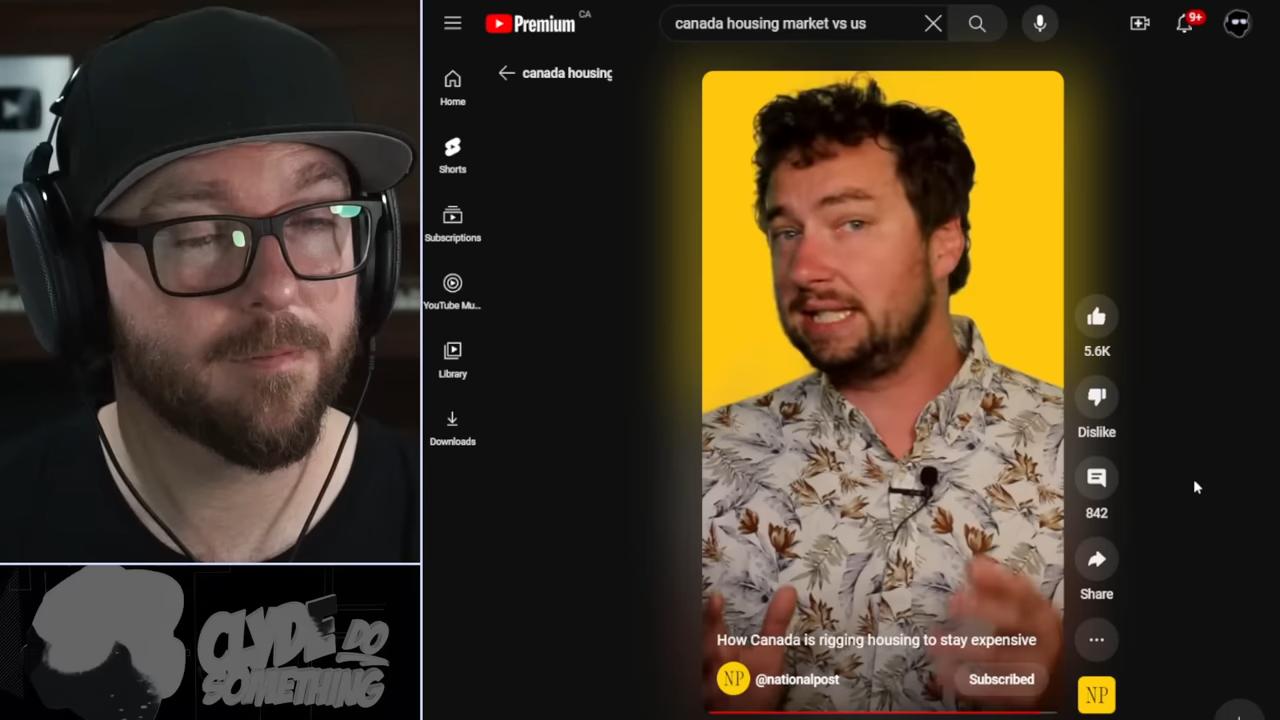 Premium
CA
canada housing market vs us
9+
canada housing
Home
Shorts
Subscriptions
YouTube Mu...
Library
Downloads
5.6K
Dislike
842
Share
How Canada is rigging housing to stay expensive
NP
@nationalpost
Subscribed
NP
CLYDE DO
SOMETHING